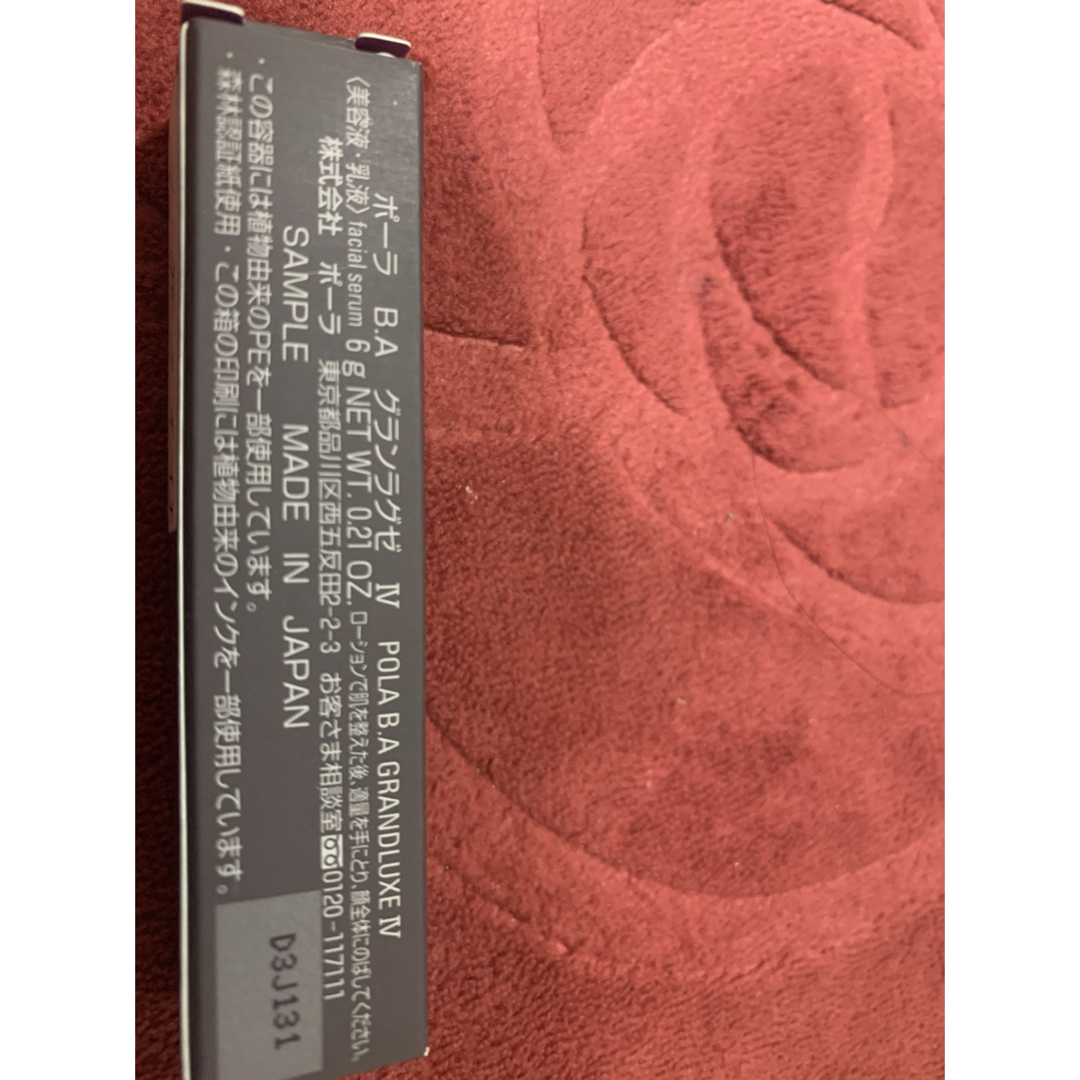 ポーラ B.A グランラグゼ Ⅳ POLA B.A GRANDLUXE Ⅳ
〈美容液・乳液〉facial serum 6 g NET WT. 0.21 OZ. ローションで肌を整えた後、適量を手にとり、顔全体にのばしてください。
株式会社 ポーラ 東京都品川区西五反田2-2-3 お客さま相談室 0120-117111
SAMPLE MADE IN JAPAN
・この容器には植物由来のPEを一部使用しています。
・森林認証紙使用・この箱の印刷には植物由来のインクを一部使用しています。
D3J131